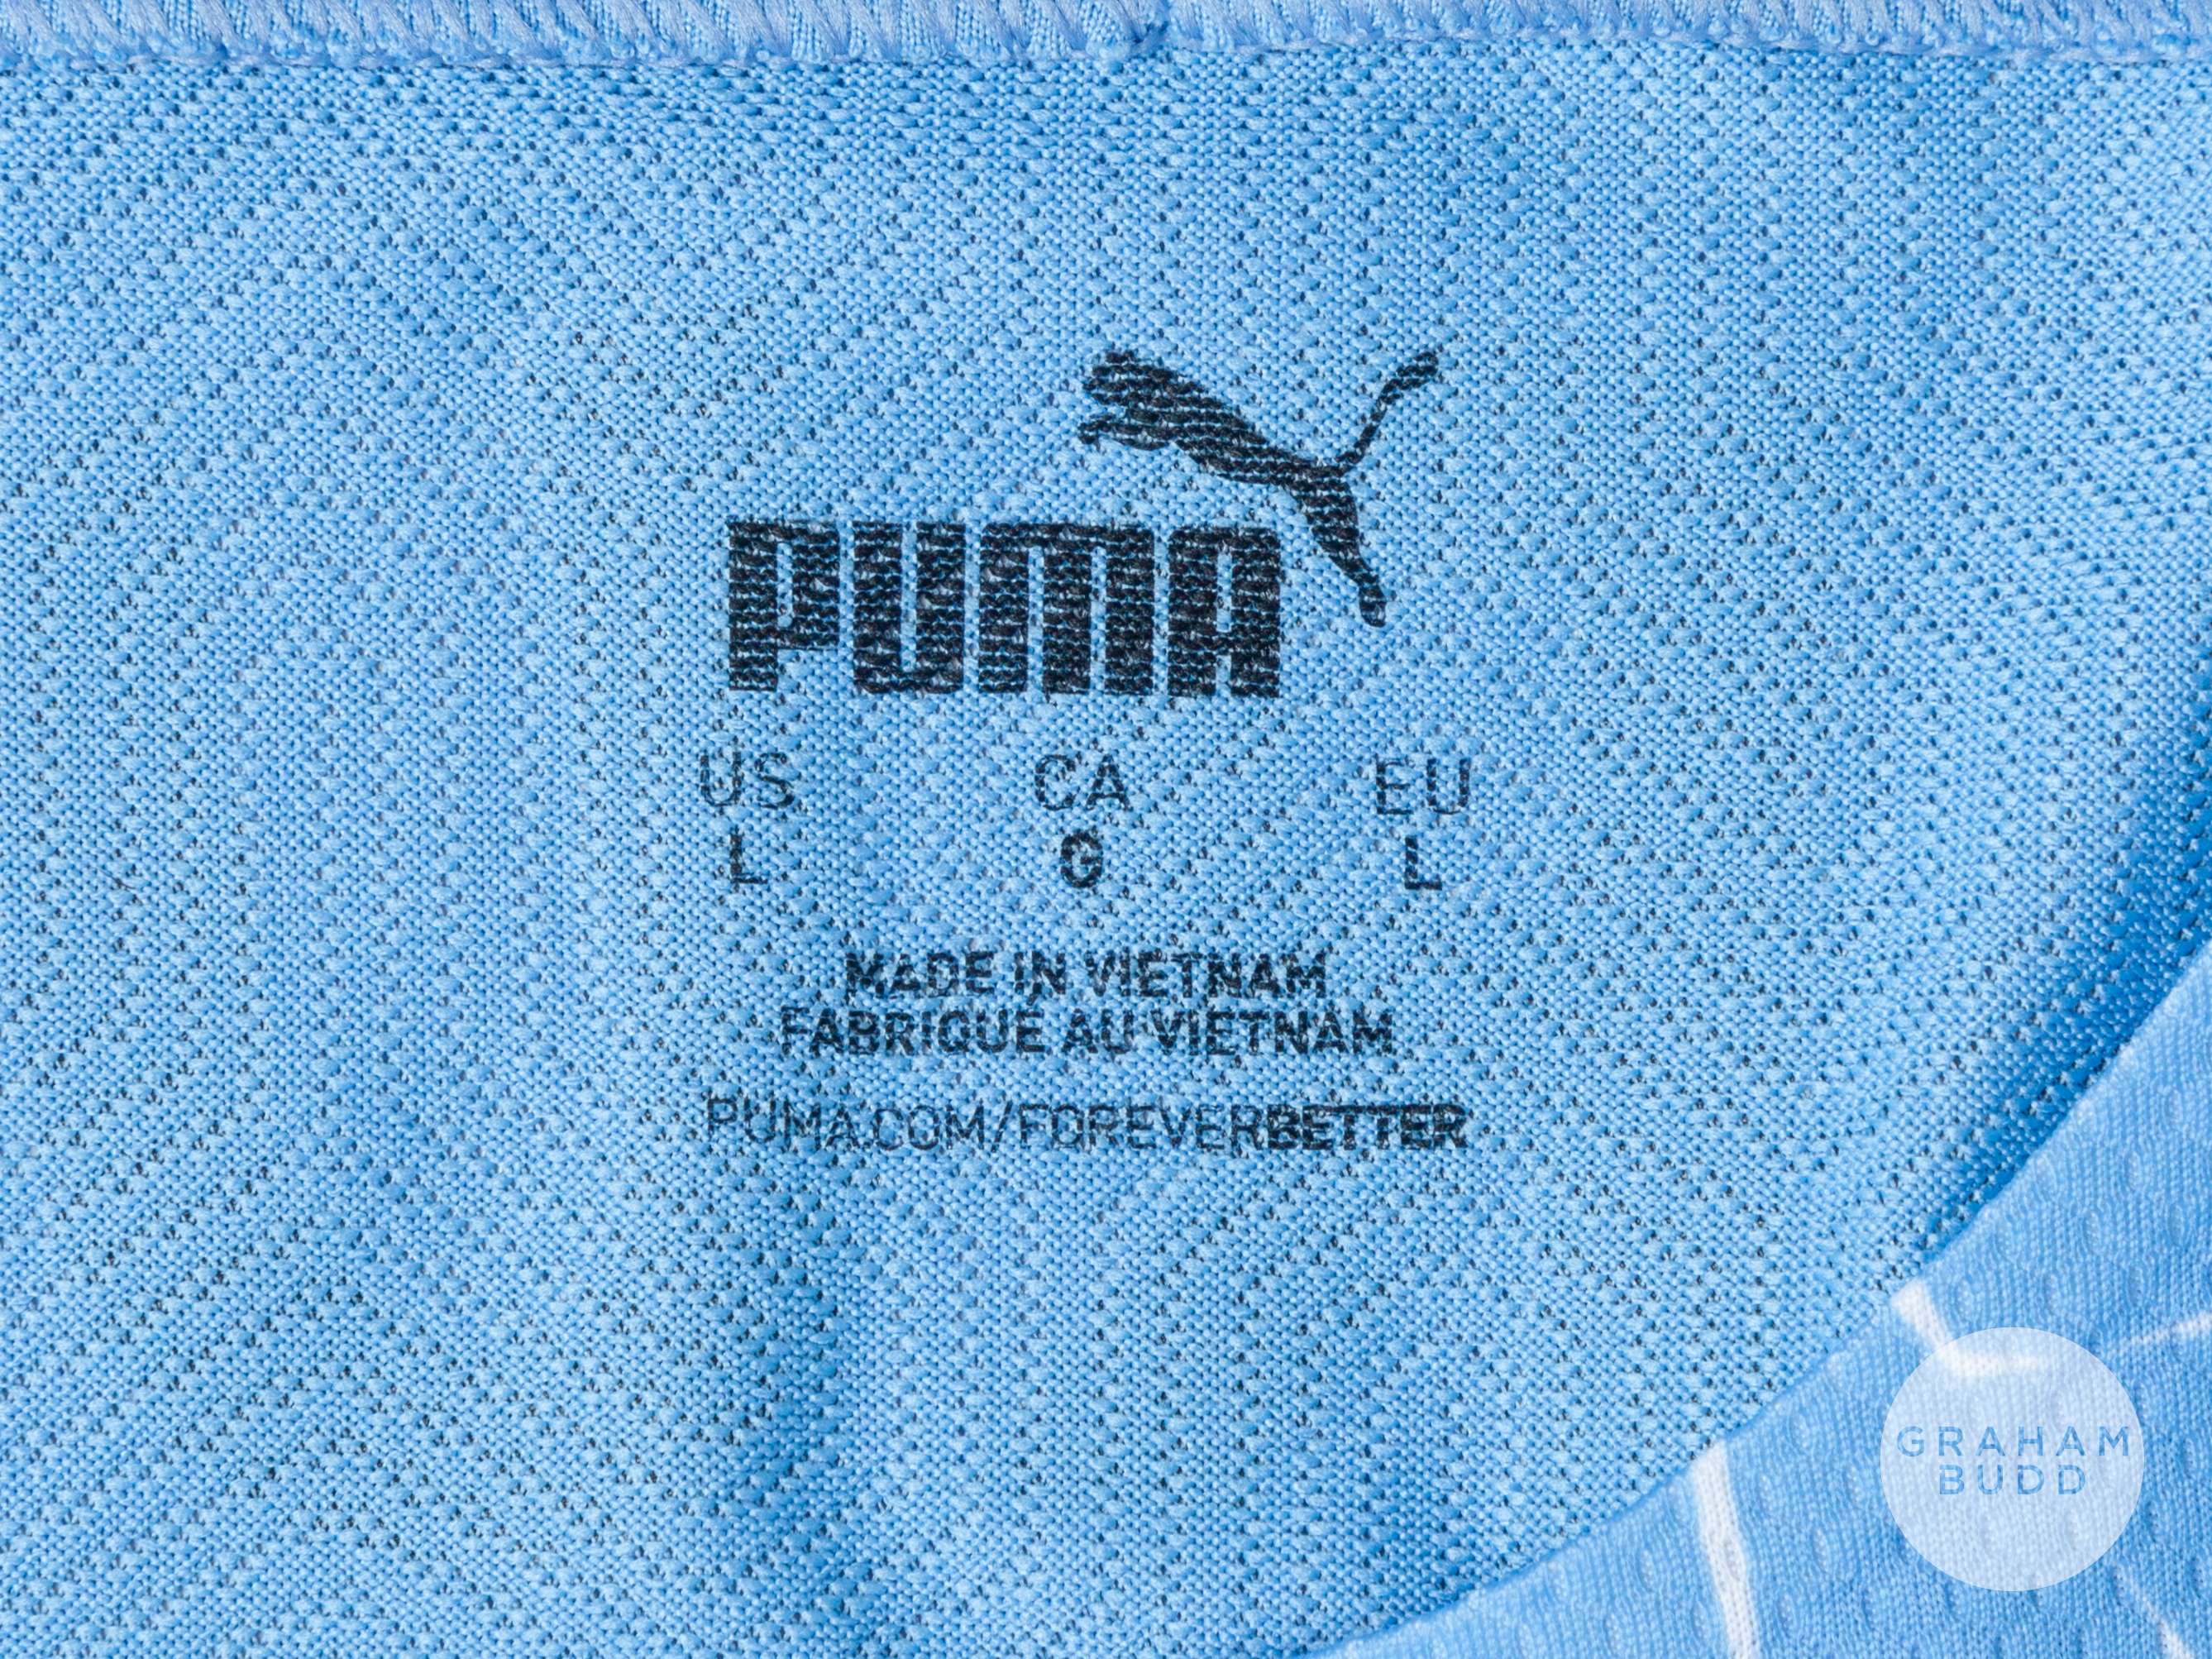 PUMA
US CA EU
L G L
MADE IN VIETNAM
FABRIQUÉ AU VIETNAM
PUMA.COM/FOREVERBETTER
GRAHAM
BUDD